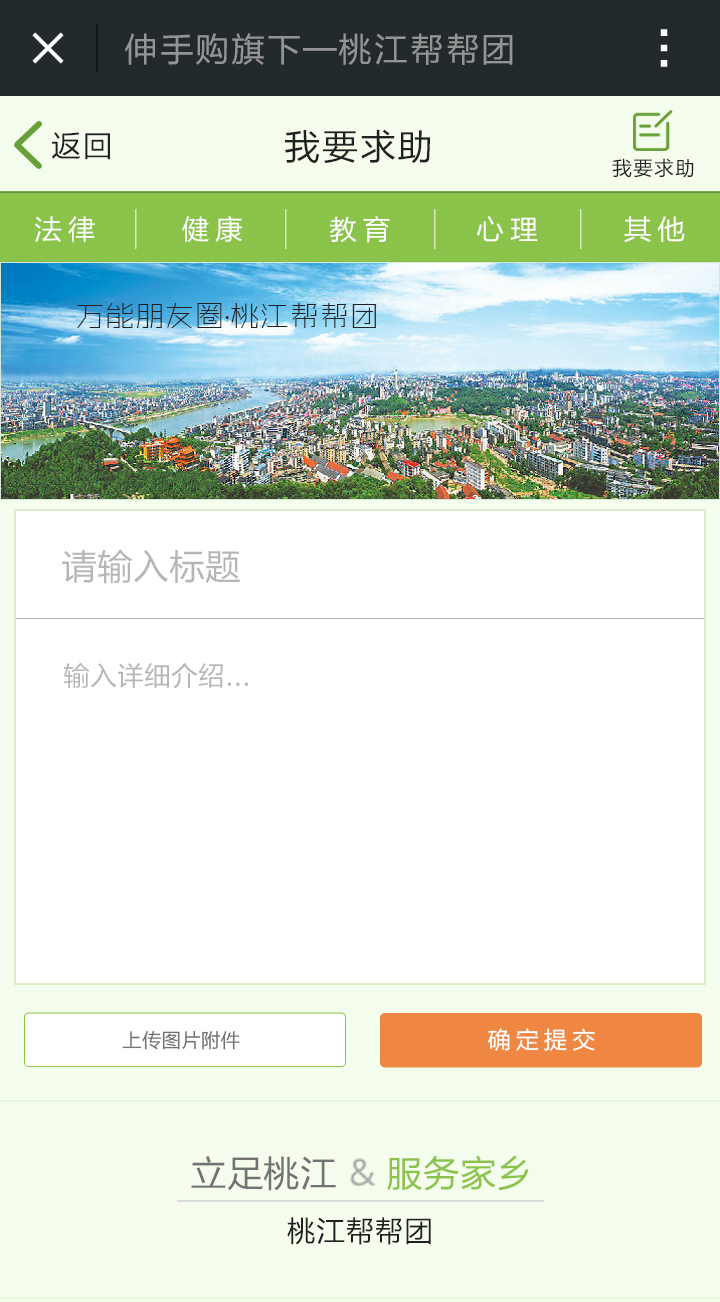 伸手购旗下—桃江帮帮团
返回
我要求助
我要求助
法律 健康 教育 心理 其他
万能朋友圈·桃江帮帮团
请输入标题
输入详细介绍...
上传图片附件
确定提交
立足桃江 & 服务家乡
桃江帮帮团